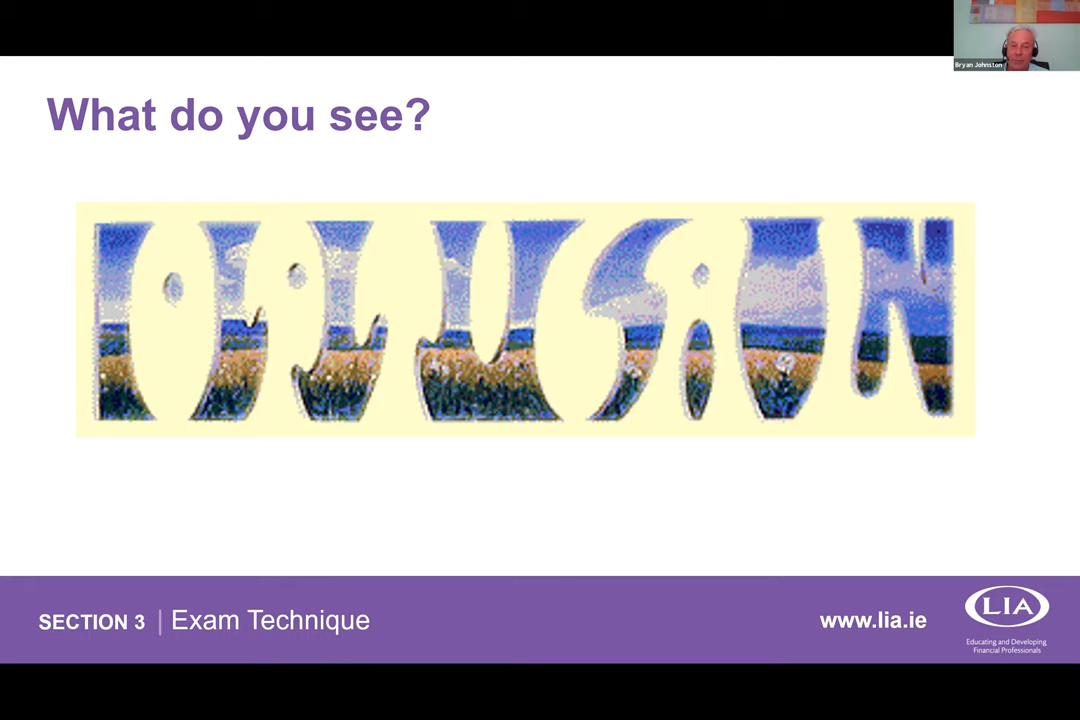 Bryan Johnston
What do you see?
SECTION 3 | Exam Technique
www.lia.ie
LIA
Educating and Developing
Financial Professionals